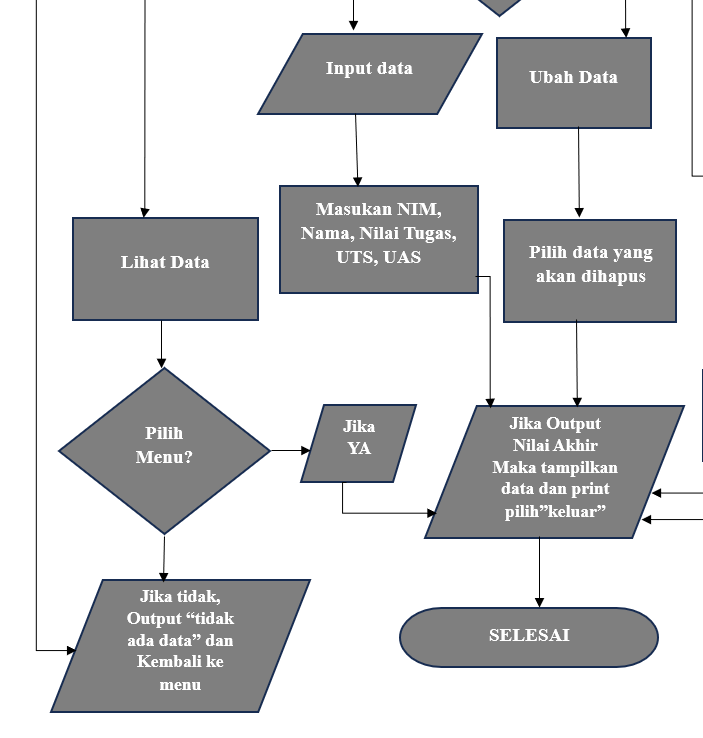 Input data
Ubah Data
Masukan NIM,
Nama, Nilai Tugas,
UTS, UAS
Lihat Data
Pilih data yang
akan dihapus
Pilih
Menu?
Jika
YA
Jika Output
Nilai Akhir
Maka tampilkan
data dan print
pilih”keluar”
Jika tidak,
Output “tidak
ada data” dan
Kembali ke
menu
SELESAI